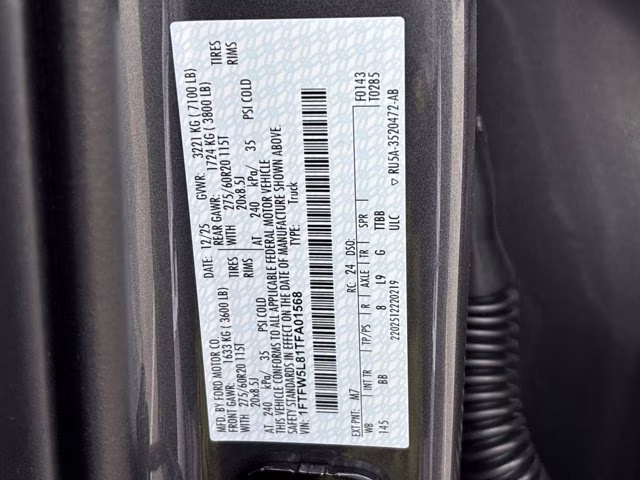 MFD. BY FORD MOTOR CO.
DATE: 12/25 GVWR: 3221 KG ( 7100 LB)
FRONT GAWR: 1633 KG ( 3600 LB) REAR GAWR: 1724 KG ( 3800 LB)
WITH 275/60R20 115T TIRES WITH 275/60R20 115T TIRES
20x8.5J RIMS 20x8.5J RIMS
AT 240 kPa/ 35 PSI COLD AT 240 kPa/ 35 PSI COLD
THIS VEHICLE CONFORMS TO ALL APPLICABLE FEDERAL MOTOR VEHICLE
SAFETY STANDARDS IN EFFECT ON THE DATE OF MANUFACTURE SHOWN ABOVE.
VIN: 1FTFW5L81TFA01568 TYPE: Truck
F0143
T0285
EXT PNT: M7 RC: 24 DSO:
WB INT TR TP/PS R AXLE TR SPR
145 BB 8 L9 G TTBB
ULC
2202512220219 ▽ RU5A-3520472-AB